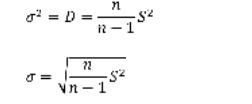 σ² = D = n/(n − 1) S²
σ = √(n/(n − 1) S²)